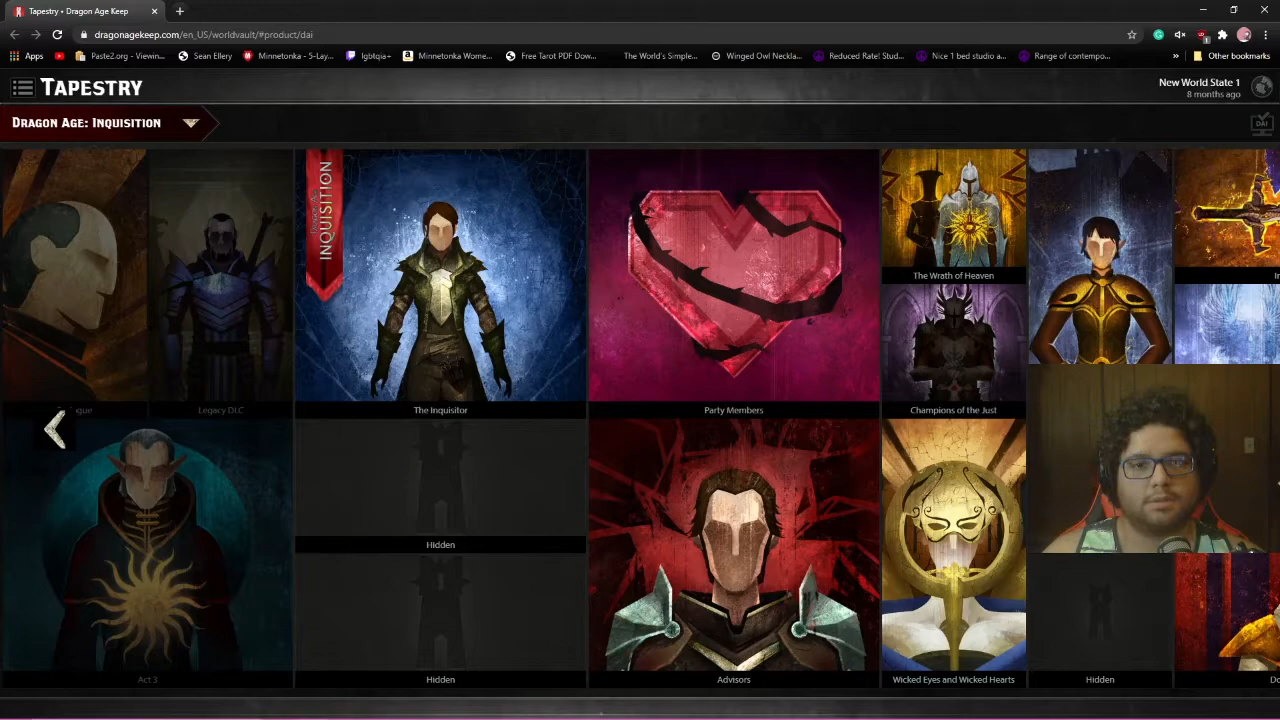 Tapestry • Dragon Age Keep
dragonagekeep.com/en_US/worldvault/#product/dai
Apps
Paste2.org - Viewin...
Sean Ellery
Minnetonka - 5-Lay...
lgbtqia+
Minnetonka Wome...
Free Tarot PDF Dow...
The World's Simple...
Winged Owl Neckla...
Reduced Rate! Stud...
Nice 1 bed studio a...
Range of contempo...
»
Other bookmarks
TAPESTRY
New World State 1
8 months ago
DRAGON AGE: INQUISITION
DAI
INQUISITION
The Wrath of Heaven
Legacy DLC
The Inquisitor
Party Members
Champions of the Just
Hidden
Act 3
Hidden
Advisors
Wicked Eyes and Wicked Hearts
Hidden